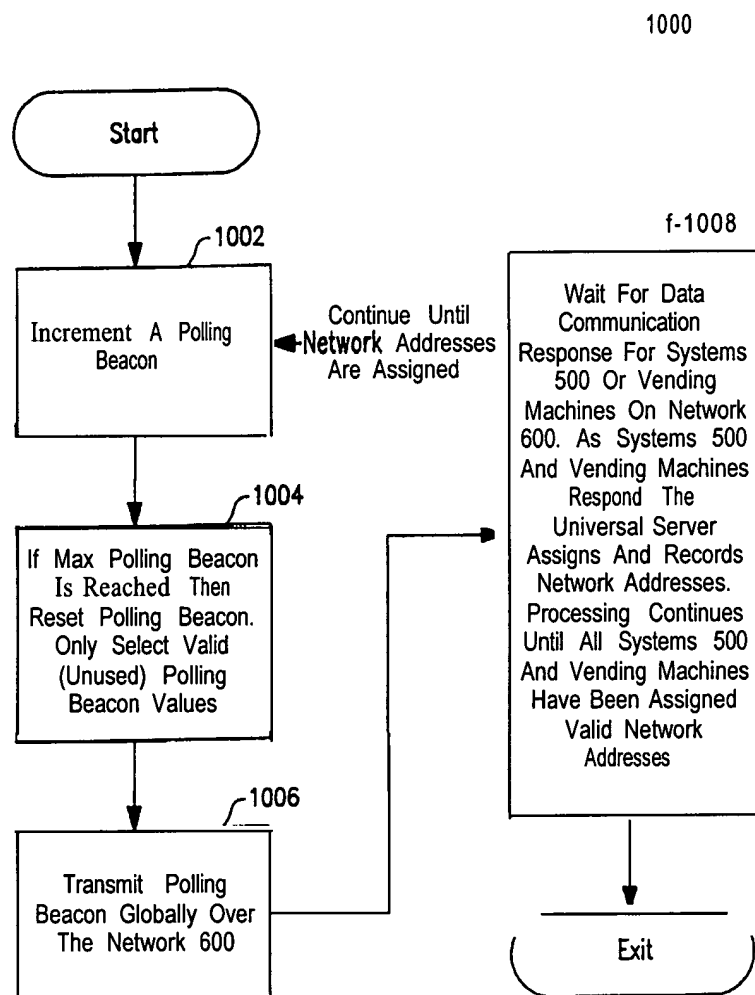 1000
Start
1002
Increment A Polling
Beacon
Continue Until
Network Addresses
Are Assigned
1004
If Max Polling Beacon
Is Reached Then
Reset Polling Beacon.
Only Select Valid
(Unused) Polling
Beacon Values
1006
Transmit Polling
Beacon Globally Over
The Network 600
f-1008
Wait For Data
Communication
Response For Systems
500 Or Vending
Machines On Network
600. As Systems 500
And Vending Machines
Respond The
Universal Server
Assigns And Records
Network Addresses.
Processing Continues
Until All Systems 500
And Vending Machines
Have Been Assigned
Valid Network
Addresses
Exit